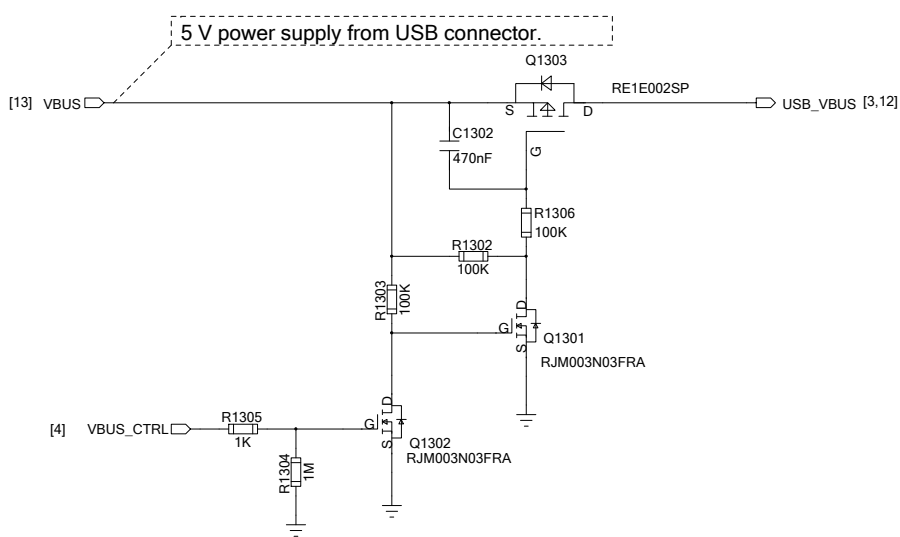 5 V power supply from USB connector.
Q1303
[13] VBUS
RE1E002SP
USB_VBUS [3,12]
S
D
G
C1302
470nF
R1306
100K
R1302
100K
R1303
100K
D
G
S
Q1301
RJM003N03FRA
[4] VBUS_CTRL
R1305
1K
D
G
S
Q1302
RJM003N03FRA
R1304
1M